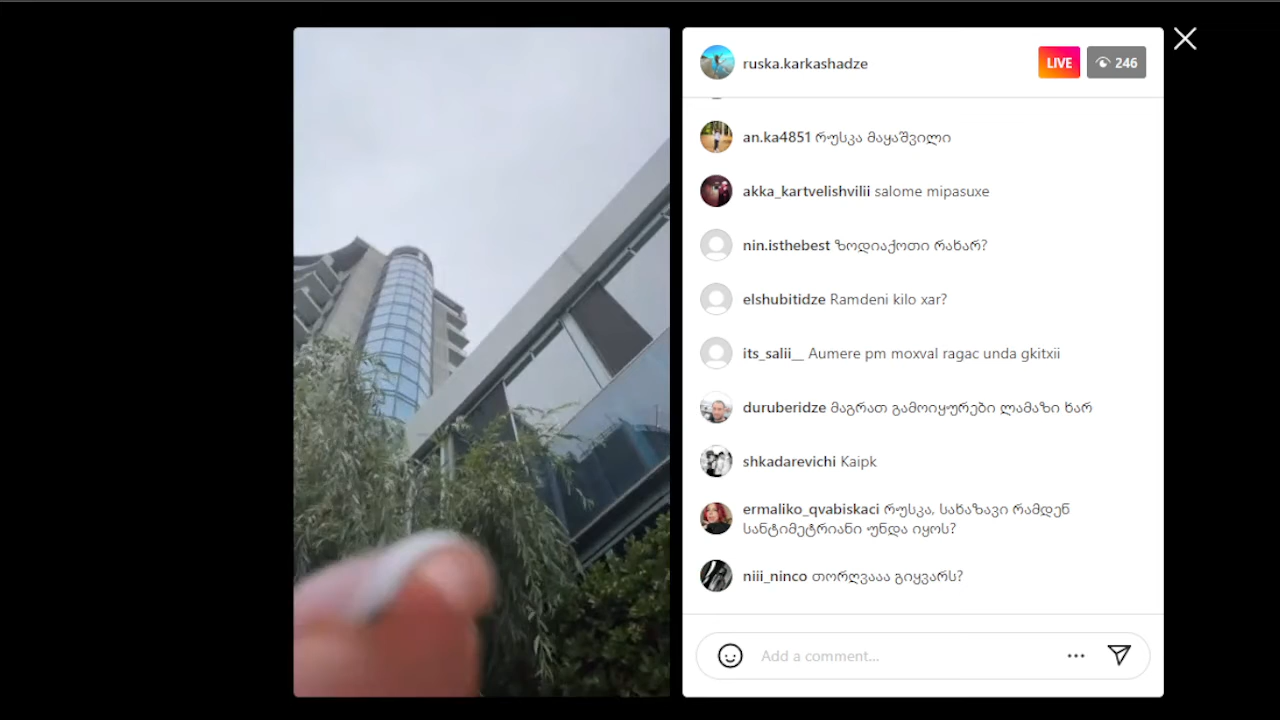 ruska.karkashadze
LIVE
246
an.ka4851 რუსკა მაყაშვილი
akka_kartvelishvilii salome mipasuxe
nin.isthebest ზოდიაქოთი რახარ?
elshubitidze Ramdeni kilo xar?
its_salii__ Aumere pm moxval ragac unda gkitxii
duruberidze მაგრათ გამოიყურები ლამაზი ხარ
shkadarevichi Kaipk
ermaliko_qvabiskaci რუსკა, სახაზავი რამდენ
სანტიმეტრიანი უნდა იყოს?
niii_ninco თორღვააა გიყვარს?
Add a comment...